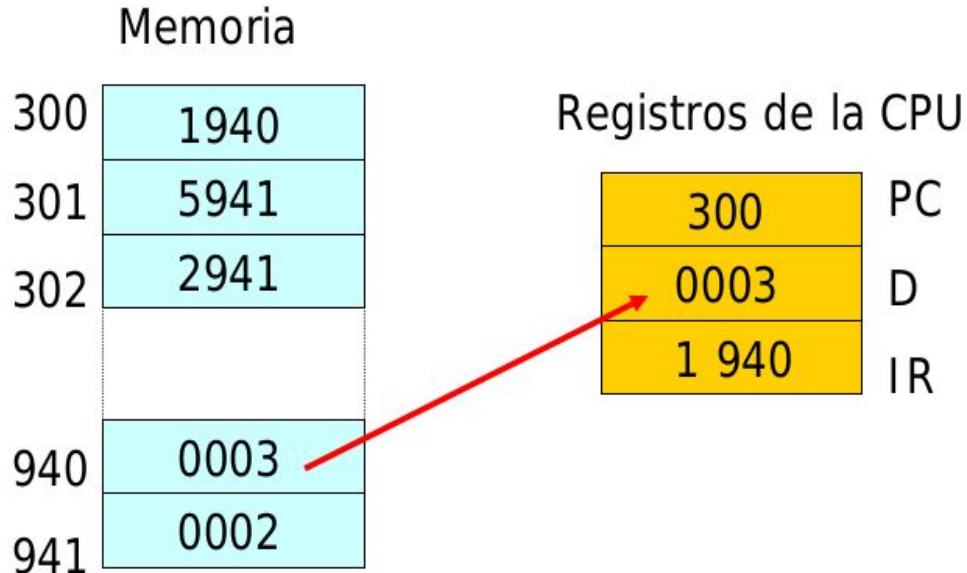 Memoria
300 1940
301 5941
302 2941
940 0003
941 0002
Registros de la CPU
300 PC
0003 D
1 940 IR